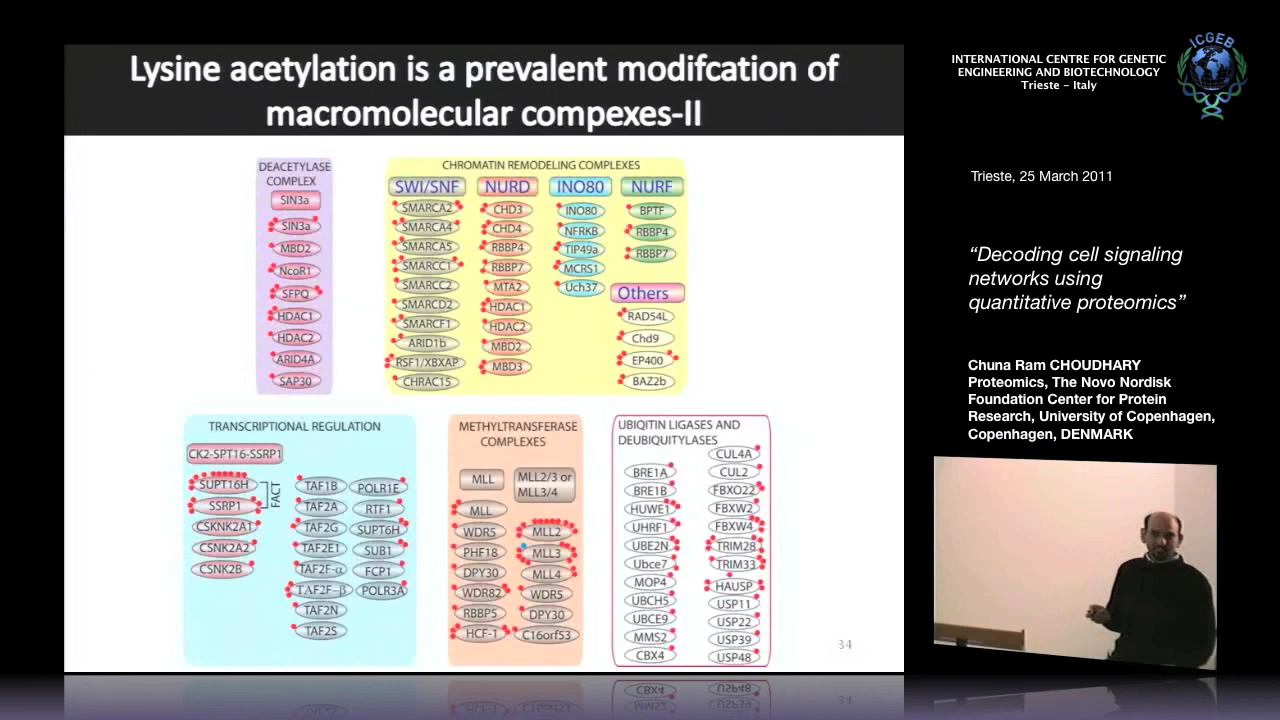 Lysine acetylation is a prevalent modifcation of
macromolecular compexes-II
DEACETYLASE
COMPLEX
SIN3a
SIN3a
MBD2
NcoR1
SFPQ
HDAC1
HDAC2
ARID4A
SAP30
CHROMATIN REMODELING COMPLEXES
SWI/SNF
SMARCA2
SMARCA4
SMARCA5
SMARCC1
SMARCC2
SMARCD2
SMARCF1
ARID1b
RSF1/XBXAP
CHRAC15
NURD
CHD3
CHD4
RBBP4
RBBP7
MTA2
HDAC1
HDAC2
MBD2
MBD3
INO80
INO80
NFRKB
TIP49a
MCRS1
Uch37
NURF
BPTF
RBBP4
RBBP7
Others
RAD54L
Chd9
EP400
BAZ2b
TRANSCRIPTIONAL REGULATION
CK2-SPT16-SSRP1
SUPT16H
SSRP1
FACT
CSKNK2A1
CSNK2A2
CSNK2B
TAF1B
TAF2A
TAF2G
TAF2E1
TAF2F-α
TAF2F-β
TAF2N
TAF2S
POLR1E
RTF1
SUPT6H
SUB1
FCP1
POLR3A
METHYLTRANSFERASE
COMPLEXES
MLL
MLL
WDR5
PHF18
DPY30
WDR82
RBBP5
HCF-1
MLL2/3 or
MLL3/4
MLL2
MLL3
MLL4
WDR5
DPY30
C16orf53
UBIQITIN LIGASES AND
DEUBIQUITYLASES
BRE1A
BRE1B
HUWE1
UHRF1
UBE2N
Ubce7
MOP4
UBCH5
UBCE9
MMS2
CBX4
CUL4A
CUL2
FBXO22
FBXW2
FBXW4
TRIM28
TRIM33
HAUSP
USP11
USP22
USP39
USP48
34
INTERNATIONAL CENTRE FOR GENETIC
ENGINEERING AND BIOTECHNOLOGY
Trieste - Italy
ICGEB
Trieste, 25 March 2011
“Decoding cell signaling
networks using
quantitative proteomics”
Chuna Ram CHOUDHARY
Proteomics, The Novo Nordisk
Foundation Center for Protein
Research, University of Copenhagen,
Copenhagen, DENMARK